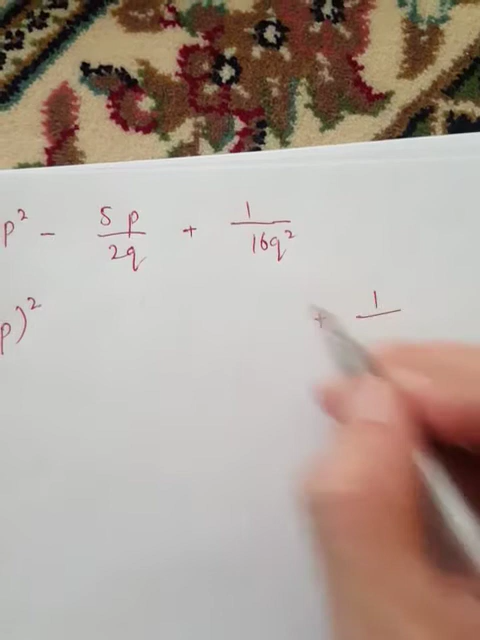 p² - 5p/2q + 1/16q²
p)² + 1